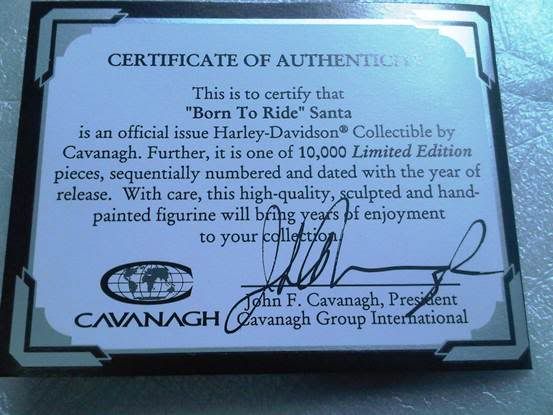 CERTIFICATE OF AUTHENTICITY
This is to certify that
"Born To Ride" Santa
is an official issue Harley-Davidson® Collectible by
Cavanagh. Further, it is one of 10,000 Limited Edition
pieces, sequentially numbered and dated with the year of
release. With care, this high-quality, sculpted and hand-
painted figurine will bring years of enjoyment
to your collection.
John F. Cavanagh, President
CAVANAGH Cavanagh Group International